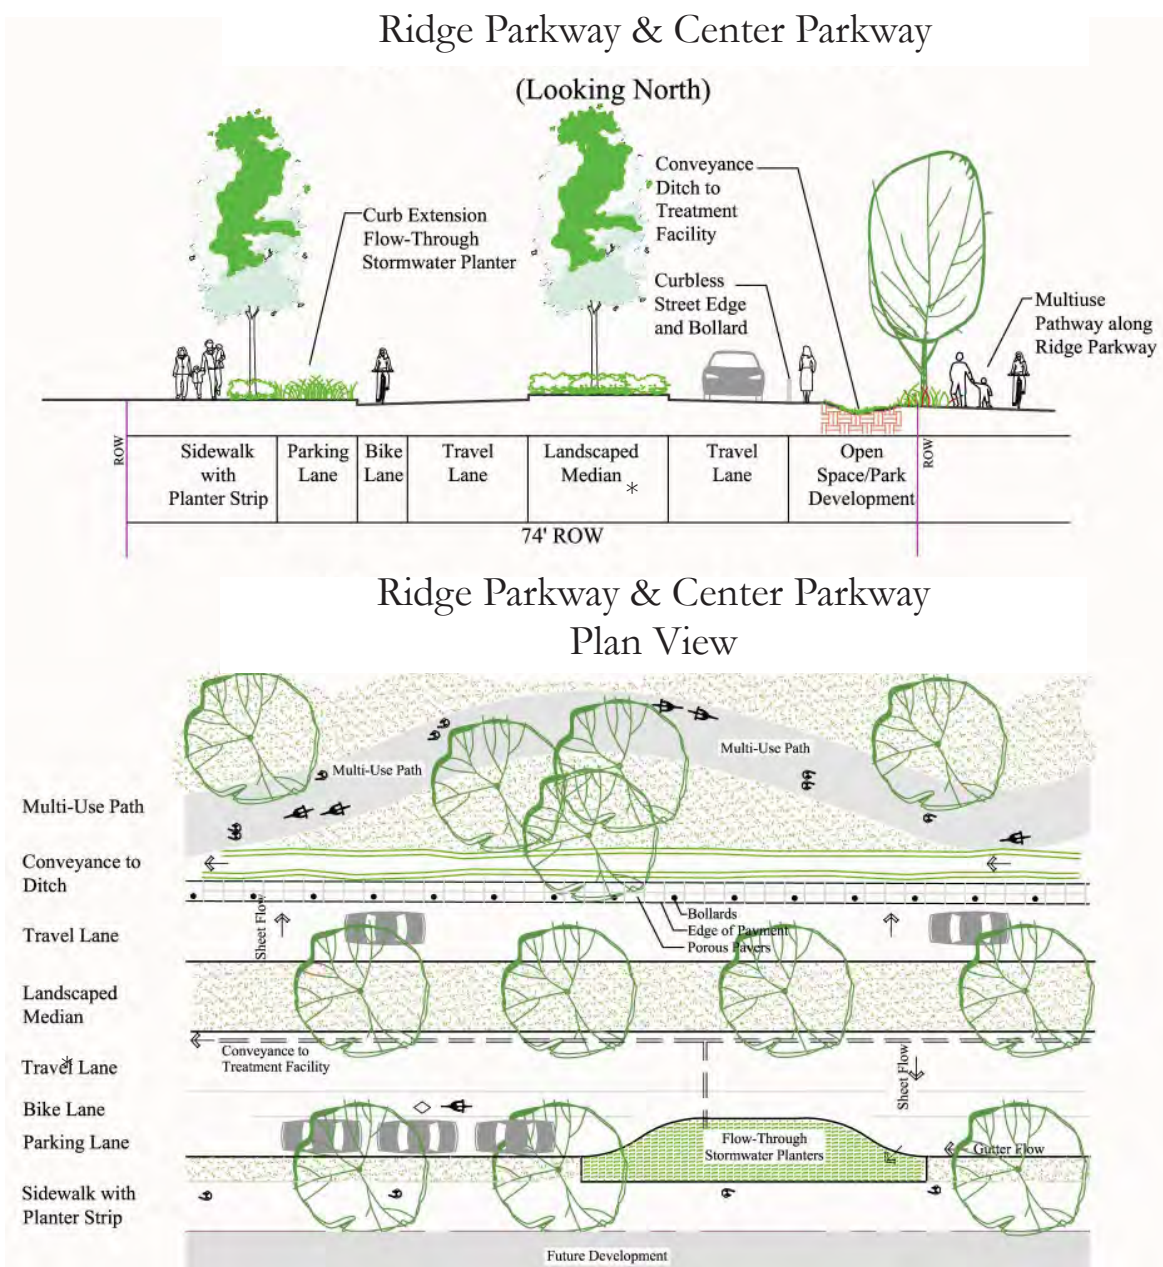 Ridge Parkway & Center Parkway
(Looking North)
Conveyance
Ditch to
Treatment
Facility
Curb Extension
Flow-Through
Stormwater Planter
Curbless
Street Edge
and Bollard
Multiuse
Pathway along
Ridge Parkway
ROW
Sidewalk
with
Planter Strip
Parking
Lane
Bike
Lane
Travel
Lane
Landscaped
Median *
Travel
Lane
Open
Space/Park
Development
ROW
74' ROW
Ridge Parkway & Center Parkway
Plan View
Multi-Use Path
Multi-Use Path
Multi-Use Path
Conveyance to
Ditch
Sheet Flow
Bollards
Edge of Payment
Porous Pavers
Travel Lane
Landscaped
Median
Conveyance to
Treatment Facility
Travel Lane
*
Sheet Flow
Bike Lane
Parking Lane
Flow-Through
Stormwater Planters
Gutter Flow
Sidewalk with
Planter Strip
Future Development